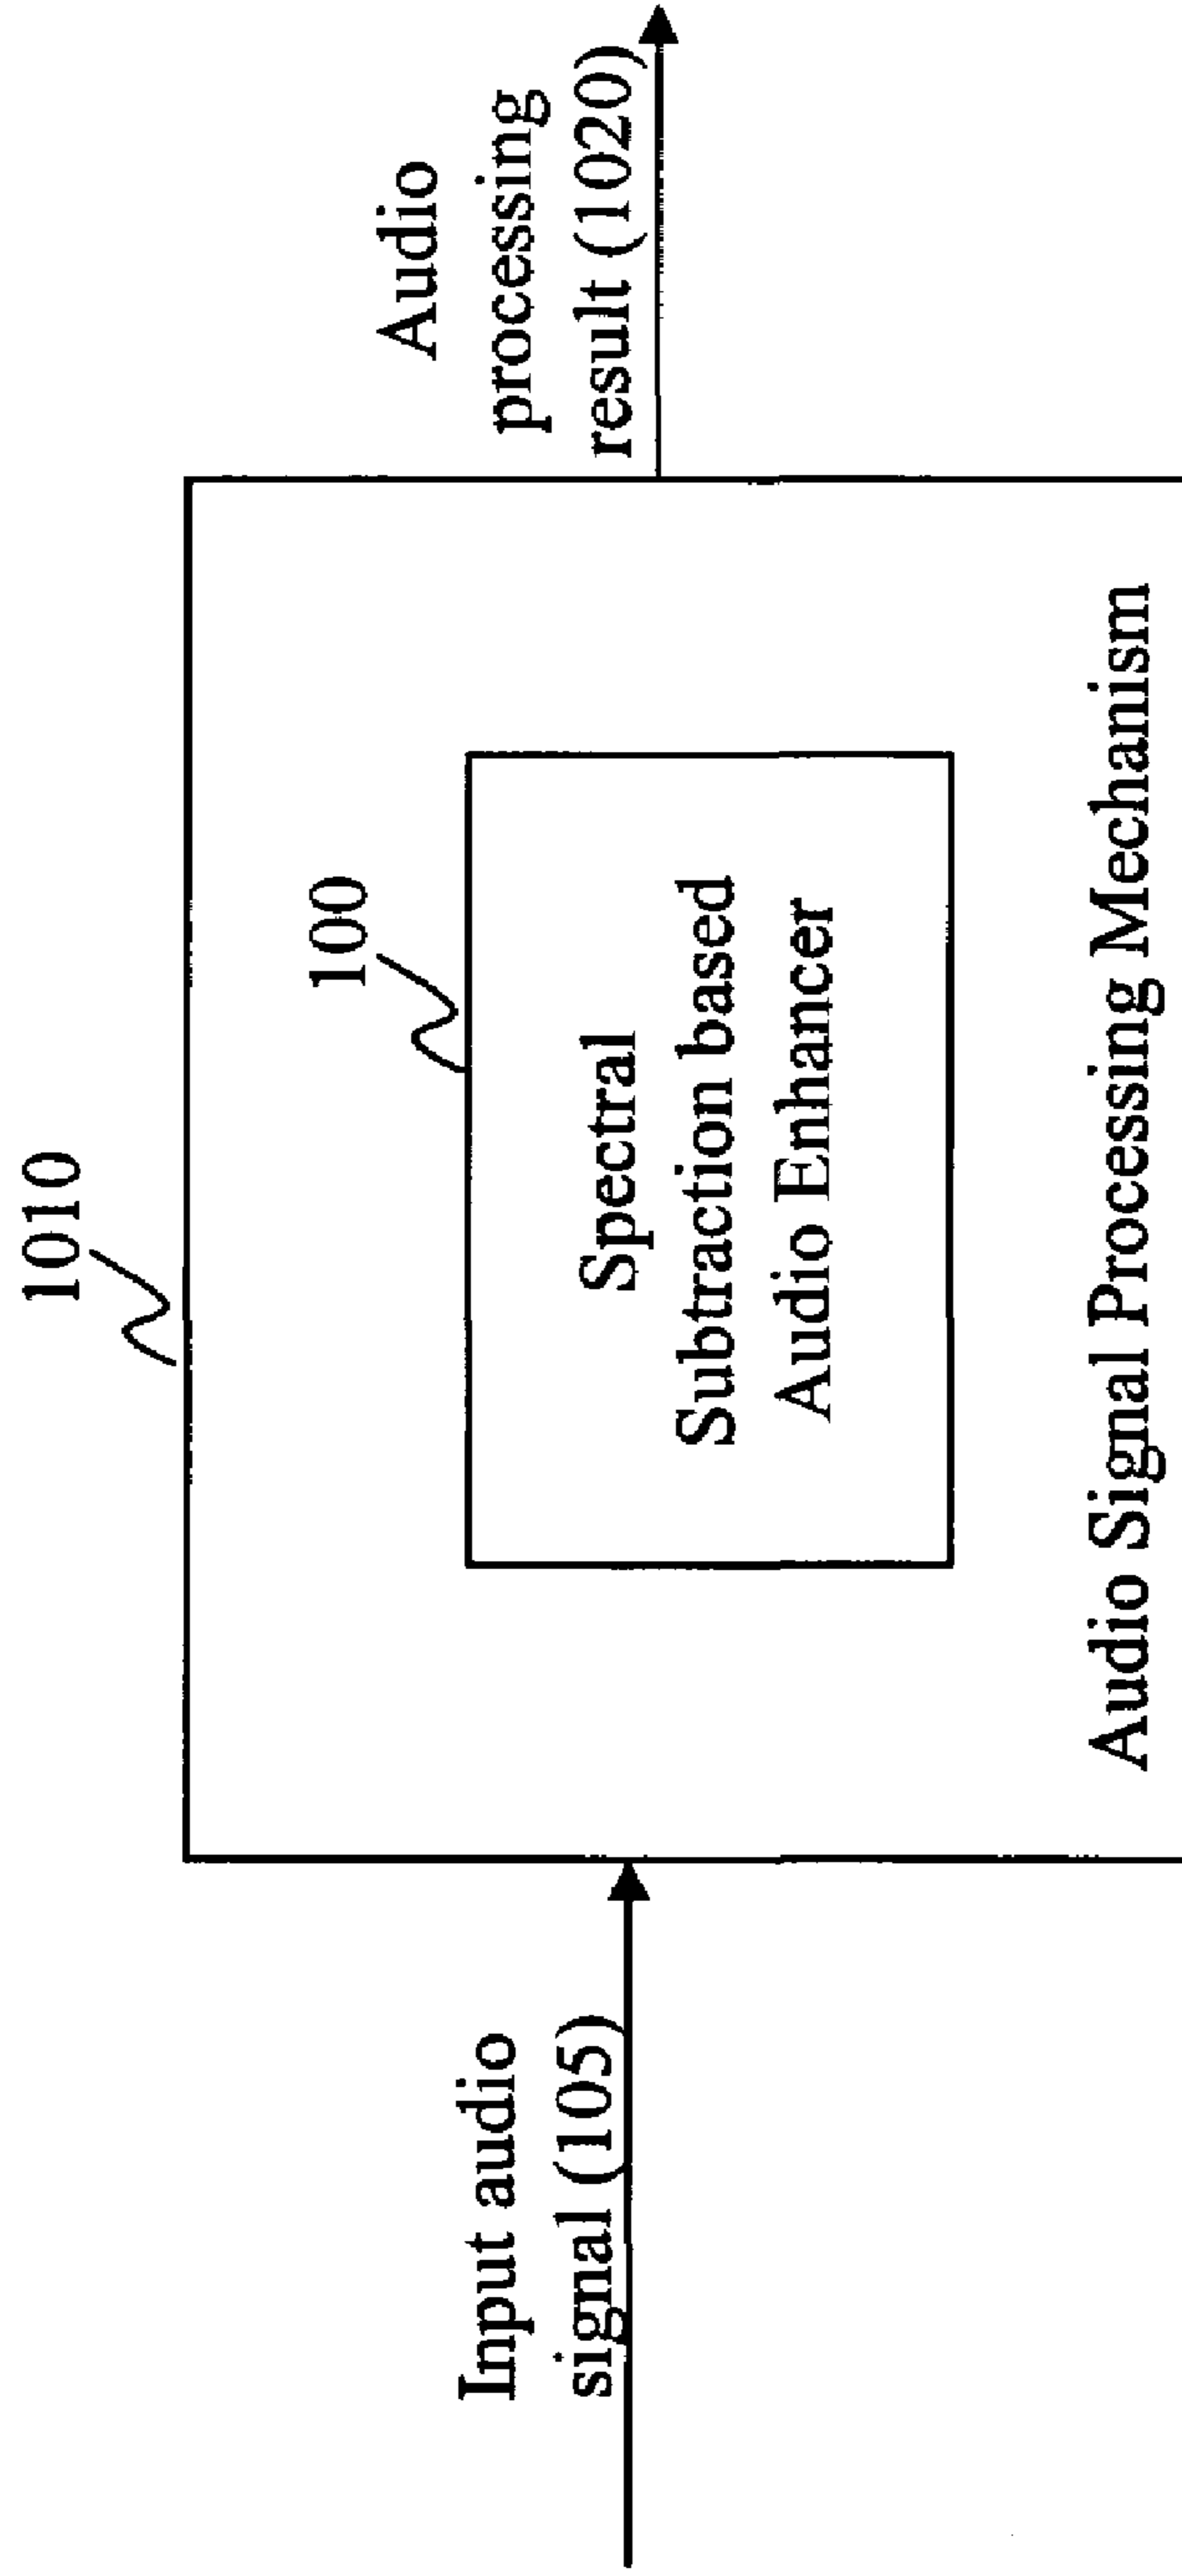 1010
100
Input audio
signal (105)
Spectral
Subtraction based
Audio Enhancer
Audio Signal Processing Mechanism
Audio
processing
result (1020)